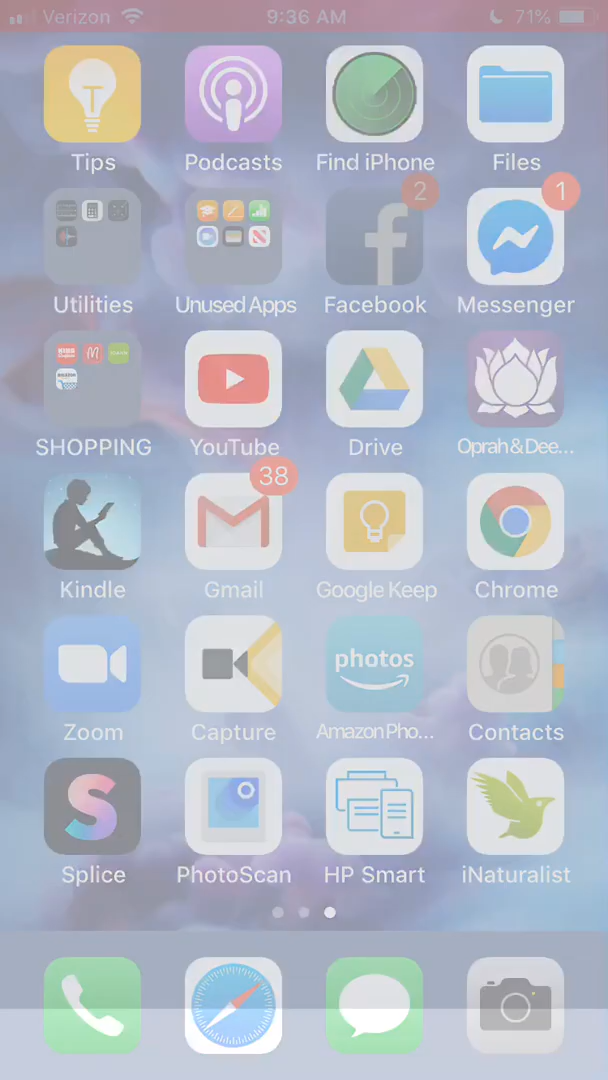 Verizon 9:36 AM 71%
Tips Podcasts Find iPhone Files
2 1
Utilities Unused Apps Facebook Messenger
SHOPPING YouTube Drive Oprah & Dee...
38
Kindle Gmail Google Keep Chrome
photos
Zoom Capture Amazon Pho... Contacts
Splice PhotoScan HP Smart iNaturalist